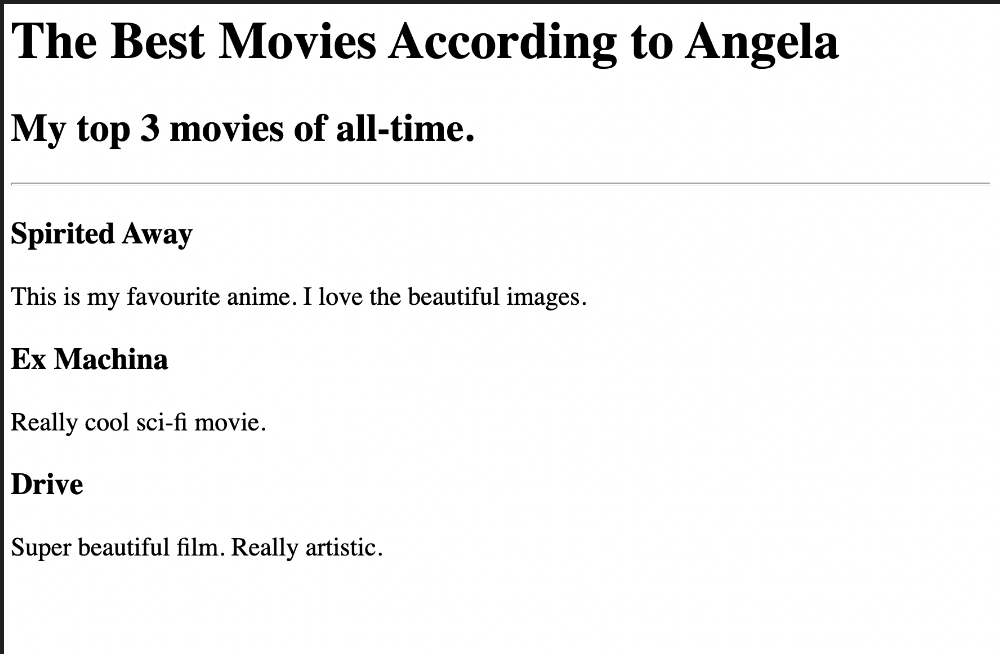 The Best Movies According to Angela
My top 3 movies of all-time.
Spirited Away
This is my favourite anime. I love the beautiful images.
Ex Machina
Really cool sci-fi movie.
Drive
Super beautiful film. Really artistic.